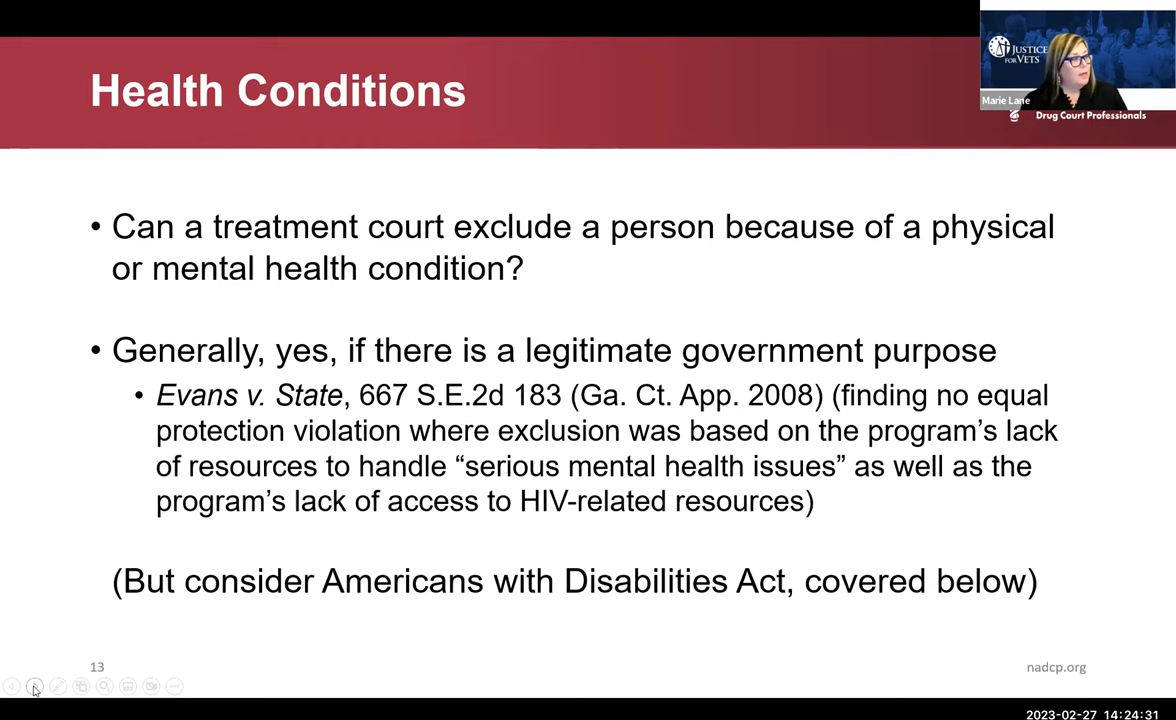 Health Conditions
JUSTICE
FOR VETS
Marie Lane
Drug Court Professionals
• Can a treatment court exclude a person because of a physical
or mental health condition?
• Generally, yes, if there is a legitimate government purpose
• Evans v. State, 667 S.E.2d 183 (Ga. Ct. App. 2008) (finding no equal
protection violation where exclusion was based on the program’s lack
of resources to handle “serious mental health issues” as well as the
program’s lack of access to HIV-related resources)
(But consider Americans with Disabilities Act, covered below)
13
nadcp.org
2023-02-27 14:24:31